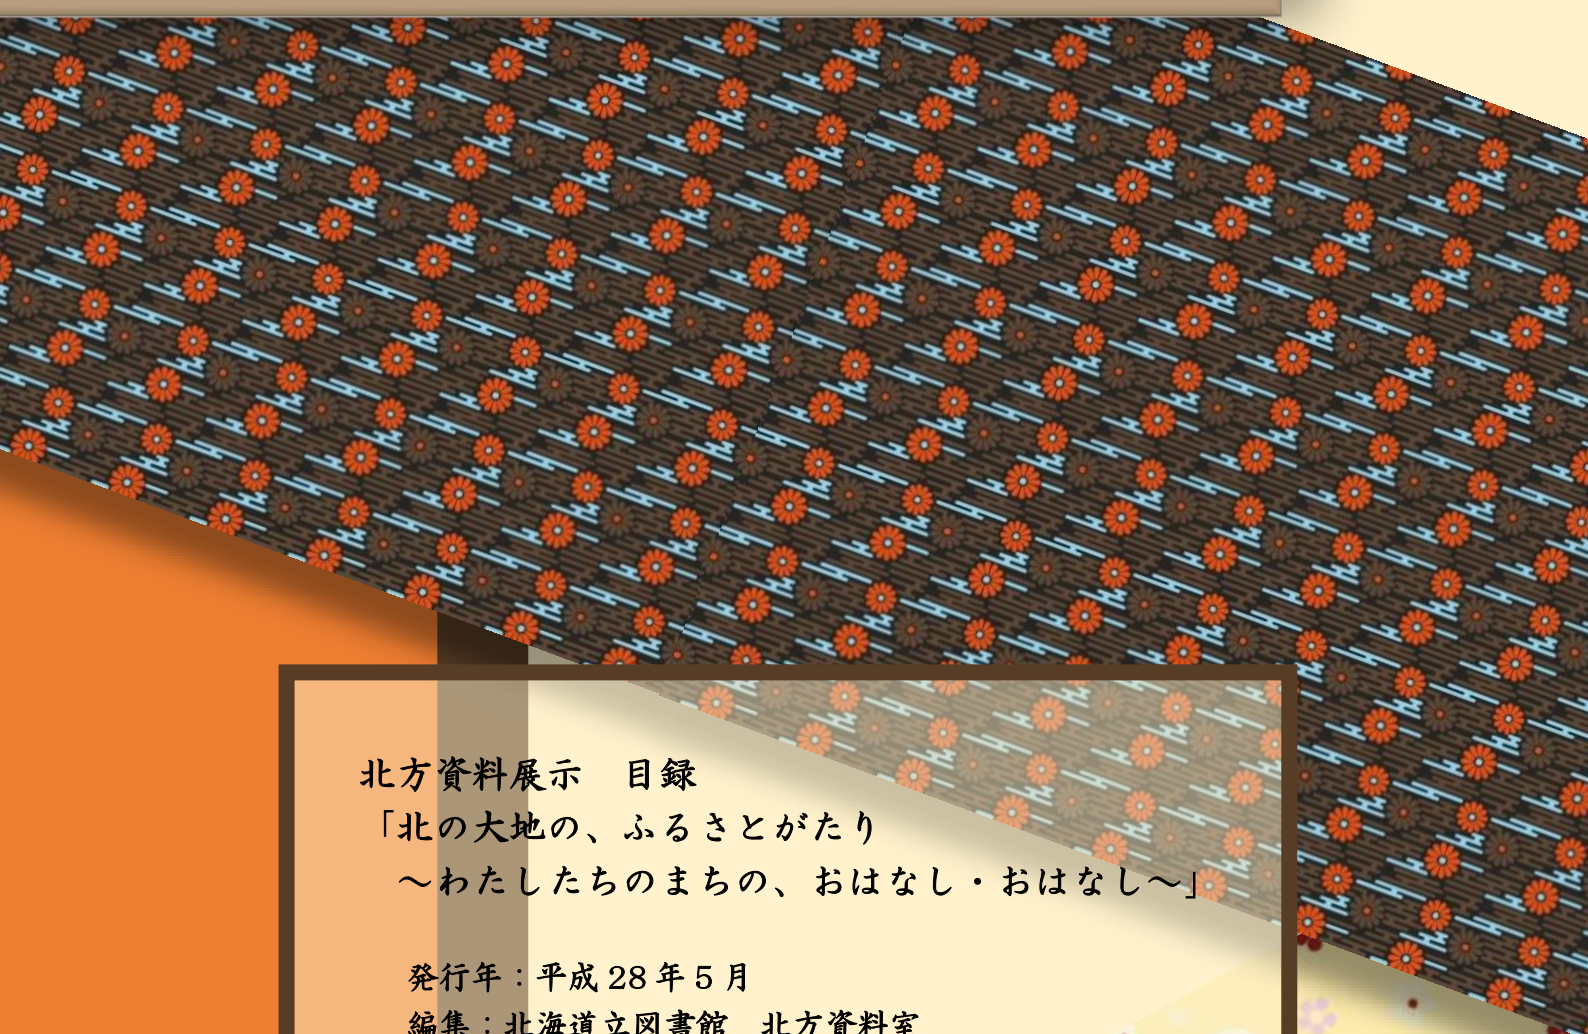 北方資料展示　目録
「北の大地の、ふるさとがたり
～わたしたちのまちの、おはなし・おはなし～」
発行年：平成 28 年 5 月
編集：北海道立図書館　北方資料室